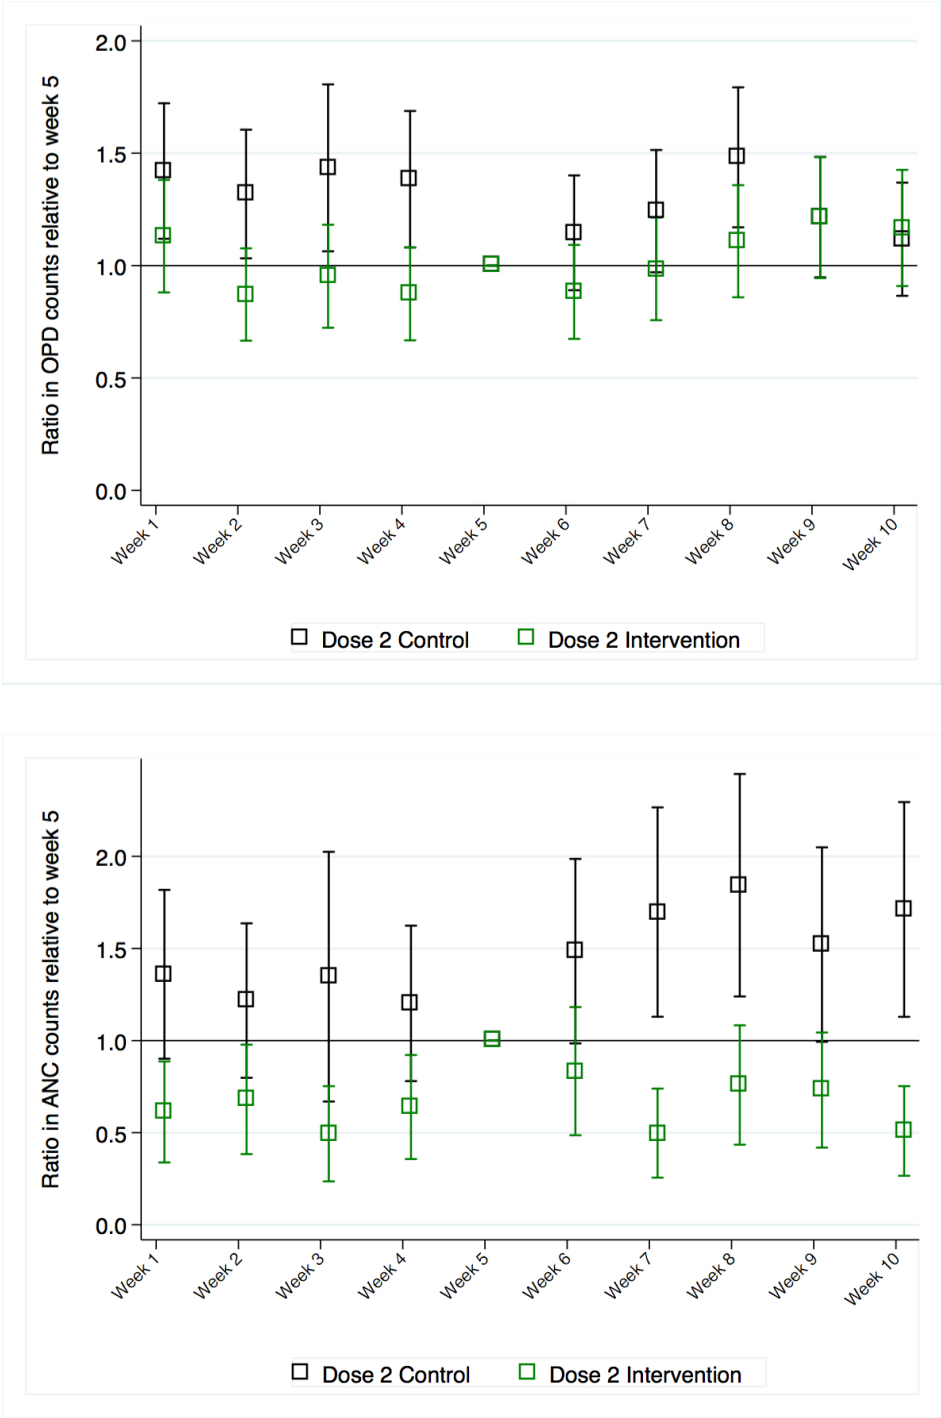 Ratio in OPD counts relative to week 5
2.0
1.5
1.0
0.5
0.0
Week 1
Week 2
Week 3
Week 4
Week 5
Week 6
Week 7
Week 8
Week 9
Week 10
Dose 2 Control
Dose 2 Intervention
Ratio in ANC counts relative to week 5
2.0
1.5
1.0
0.5
0.0
Week 1
Week 2
Week 3
Week 4
Week 5
Week 6
Week 7
Week 8
Week 9
Week 10
Dose 2 Control
Dose 2 Intervention